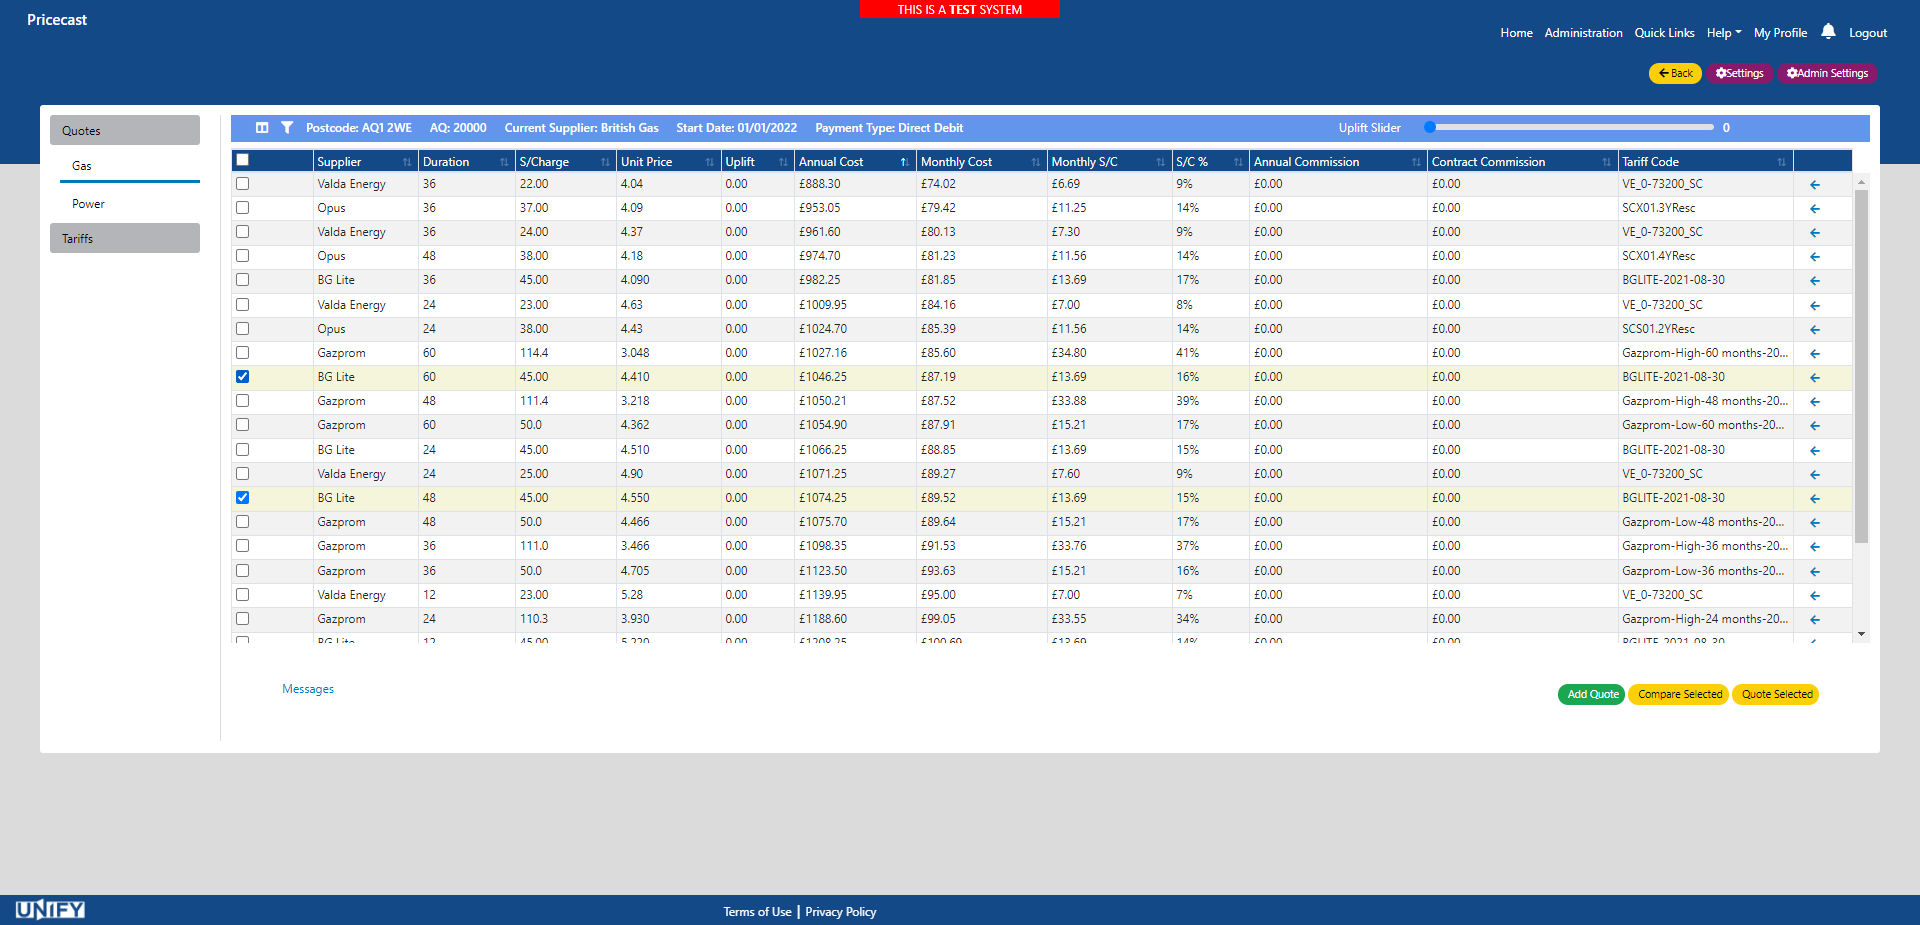 THIS IS A TEST SYSTEM
Pricecast
Home Administration Quick Links Help My Profile Logout
Back Settings Admin Settings
Quotes
Gas
Power
Tariffs
Postcode: AQ1 2WE AQ: 20000 Current Supplier: British Gas Start Date: 01/01/2022 Payment Type: Direct Debit Uplift Slider 0
Supplier Duration S/Charge Unit Price Uplift Annual Cost Monthly Cost Monthly S/C S/C % Annual Commission Contract Commission Tariff Code
Valda Energy 36 22.00 4.04 0.00 £888.30 £74.02 £6.69 9% £0.00 £0.00 VE_0-73200_SC
Opus 36 37.00 4.09 0.00 £953.05 £79.42 £11.25 14% £0.00 £0.00 SCX01.3YResc
Valda Energy 36 24.00 4.37 0.00 £961.60 £80.13 £7.30 9% £0.00 £0.00 VE_0-73200_SC
Opus 48 38.00 4.18 0.00 £974.70 £81.23 £11.56 14% £0.00 £0.00 SCX01.4YResc
BG Lite 36 45.00 4.090 0.00 £982.25 £81.85 £13.69 17% £0.00 £0.00 BGLITE-2021-08-30
Valda Energy 24 23.00 4.63 0.00 £1009.95 £84.16 £7.00 8% £0.00 £0.00 VE_0-73200_SC
Opus 24 38.00 4.43 0.00 £1024.70 £85.39 £11.56 14% £0.00 £0.00 SCS01.2YResc
Gazprom 60 114.4 3.048 0.00 £1027.16 £85.60 £34.80 41% £0.00 £0.00 Gazprom-High-60 months-20...
BG Lite 60 45.00 4.410 0.00 £1046.25 £87.19 £13.69 16% £0.00 £0.00 BGLITE-2021-08-30
Gazprom 48 111.4 3.218 0.00 £1050.21 £87.52 £33.88 39% £0.00 £0.00 Gazprom-High-48 months-20...
Gazprom 60 50.0 4.362 0.00 £1054.90 £87.91 £15.21 17% £0.00 £0.00 Gazprom-Low-60 months-20...
BG Lite 24 45.00 4.510 0.00 £1066.25 £88.85 £13.69 15% £0.00 £0.00 BGLITE-2021-08-30
Valda Energy 24 25.00 4.90 0.00 £1071.25 £89.27 £7.60 9% £0.00 £0.00 VE_0-73200_SC
BG Lite 48 45.00 4.550 0.00 £1074.25 £89.52 £13.69 15% £0.00 £0.00 BGLITE-2021-08-30
Gazprom 48 50.0 4.466 0.00 £1075.70 £89.64 £15.21 17% £0.00 £0.00 Gazprom-Low-48 months-20...
Gazprom 36 111.0 3.466 0.00 £1098.35 £91.53 £33.76 37% £0.00 £0.00 Gazprom-High-36 months-20...
Gazprom 36 50.0 4.705 0.00 £1123.50 £93.63 £15.21 16% £0.00 £0.00 Gazprom-Low-36 months-20...
Valda Energy 12 23.00 5.28 0.00 £1139.95 £95.00 £7.00 7% £0.00 £0.00 VE_0-73200_SC
Gazprom 24 110.3 3.930 0.00 £1188.60 £99.05 £33.55 34% £0.00 £0.00 Gazprom-High-24 months-20...
BG Lite 12 45.00 5.220 0.00 £1208.25 £100.69 £13.69 14% £0.00 £0.00 BGLITE-2021-08-30
Messages
Add Quote Compare Selected Quote Selected
UNIFY
Terms of Use | Privacy Policy